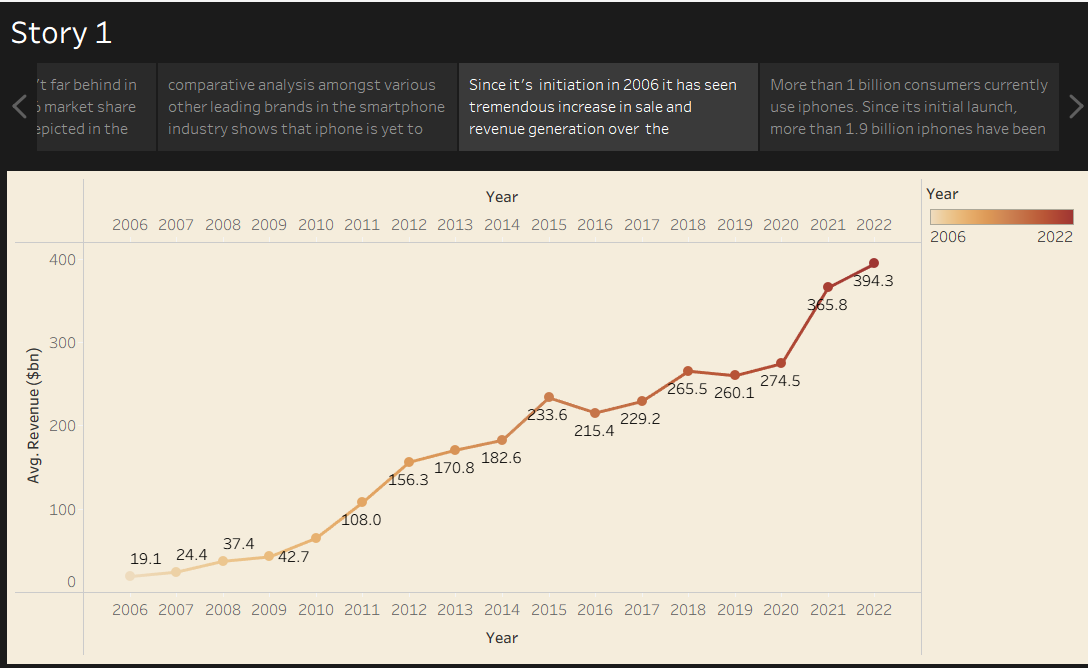 Story 1
't far behind in
market share
epicted in the
comparative analysis amongst various
other leading brands in the smartphone
industry shows that iphone is yet to
Since it's initiation in 2006 it has seen
tremendous increase in sale and
revenue generation over the
More than 1 billion consumers currently
use iphones. Since its initial launch,
more than 1.9 billion iphones have been
Year
2006 2007 2008 2009 2010 2011 2012 2013 2014 2015 2016 2017 2018 2019 2020 2021 2022
Year
2006 2022
400
300
200
100
0
Avg. Revenue ($bn)
19.1
24.4
37.4
42.7
108.0
156.3
170.8
182.6
233.6
215.4
229.2
265.5
260.1
274.5
365.8
394.3
2006 2007 2008 2009 2010 2011 2012 2013 2014 2015 2016 2017 2018 2019 2020 2021 2022
Year